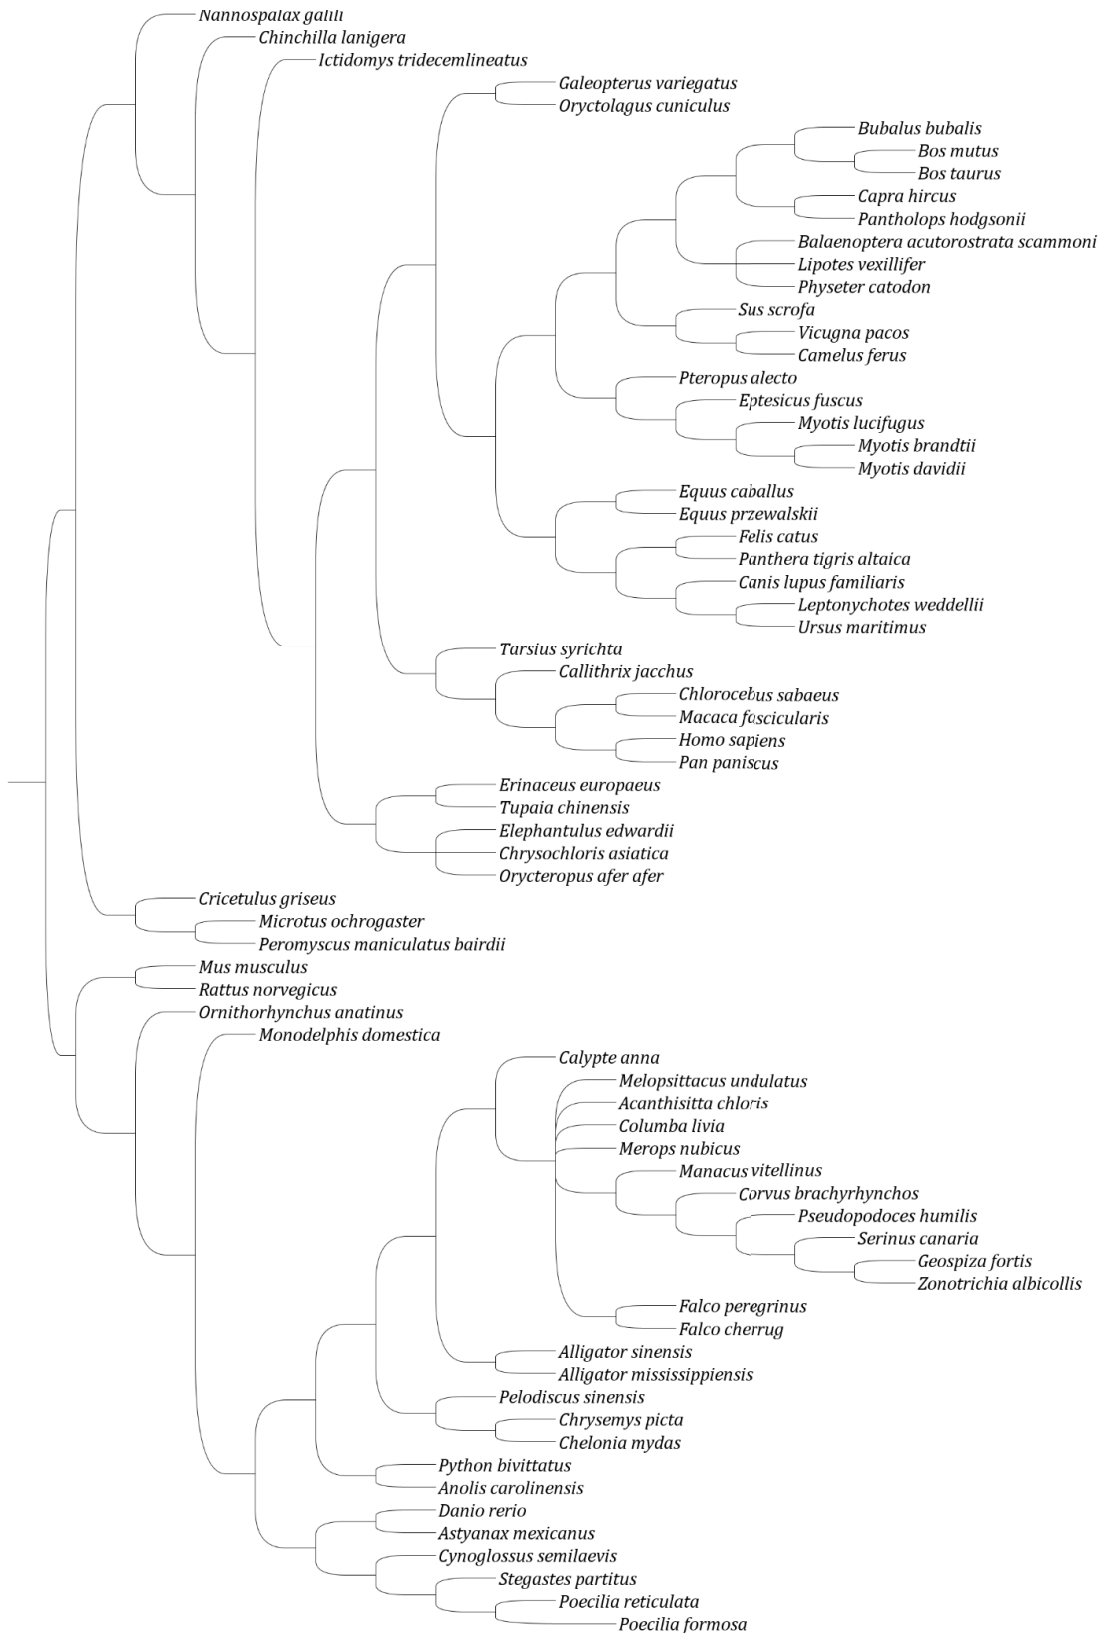 Nannospalax galili
Chinchilla lanigera
Ictidomys tridecemlineatus
Galeopterus variegatus
Oryctolagus cuniculus
Bubalus bubalis
Bos mutus
Bos taurus
Capra hircus
Pantholops hodgsonii
Balaenoptera acutorostrata scammoni
Lipotes vexillifer
Physeter catodon
Sus scrofa
Vicugna pacos
Camelus ferus
Pteropus alecto
Eptesicus fuscus
Myotis lucifugus
Myotis brandtii
Myotis davidii
Equus caballus
Equus przewalskii
Felis catus
Panthera tigris altaica
Canis lupus familiaris
Leptonychotes weddellii
Ursus maritimus
Tarsius syrichta
Callithrix jacchus
Chlorocebus sabaeus
Macaca fascicularis
Homo sapiens
Pan paniscus
Erinaceus europaeus
Tupaia chinensis
Elephantulus edwardii
Chrysochloris asiatica
Orycteropus afer afer
Cricetulus griseus
Microtus ochrogaster
Peromyscus maniculatus bairdii
Mus musculus
Rattus norvegicus
Ornithorhynchus anatinus
Monodelphis domestica
Calypte anna
Melopsittacus undulatus
Acanthisitta chloris
Columba livia
Merops nubicus
Manacus vitellinus
Corvus brachyrhynchos
Pseudopodoces humilis
Serinus canaria
Geospiza fortis
Zonotrichia albicollis
Falco peregrinus
Falco cherrug
Alligator sinensis
Alligator mississippiensis
Pelodiscus sinensis
Chrysemys picta
Chelonia mydas
Python bivittatus
Anolis carolinensis
Danio rerio
Astyanax mexicanus
Cynoglossus semilaevis
Stegastes partitus
Poecilia reticulata
Poecilia formosa